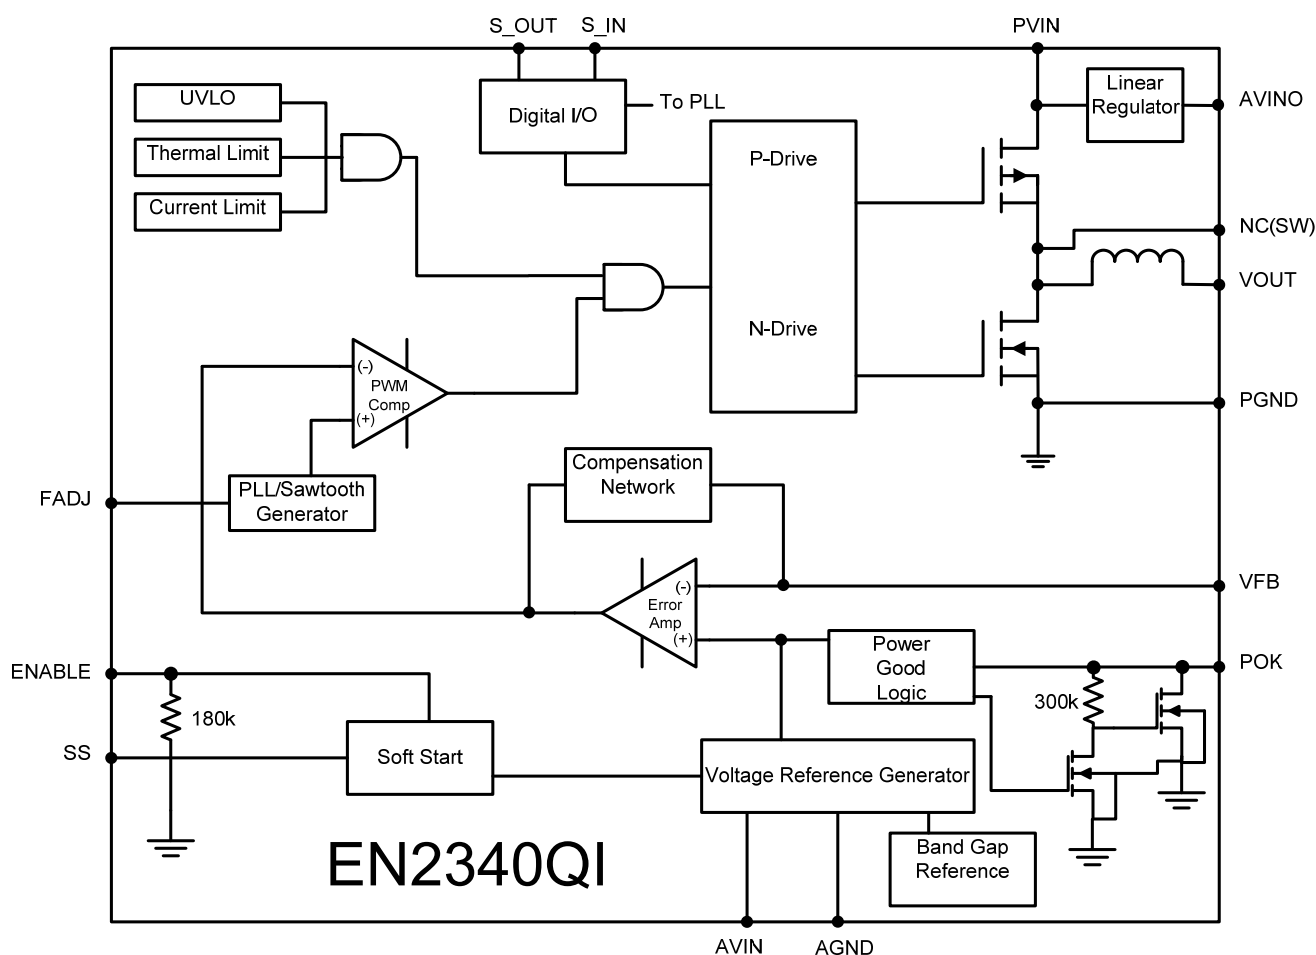 S_OUT
S_IN
PVIN
UVLO
Thermal Limit
Current Limit
Digital I/O
To PLL
P-Drive
N-Drive
Linear
Regulator
AVINO
NC(SW)
VOUT
PGND
(-)
PWM
Comp
(+)
FADJ
PLL/Sawtooth
Generator
Compensation
Network
(-)
Error
Amp
(+)
VFB
ENABLE
180k
SS
Soft Start
Power
Good
Logic
POK
300k
Voltage Reference Generator
Band Gap
Reference
EN2340QI
AVIN
AGND